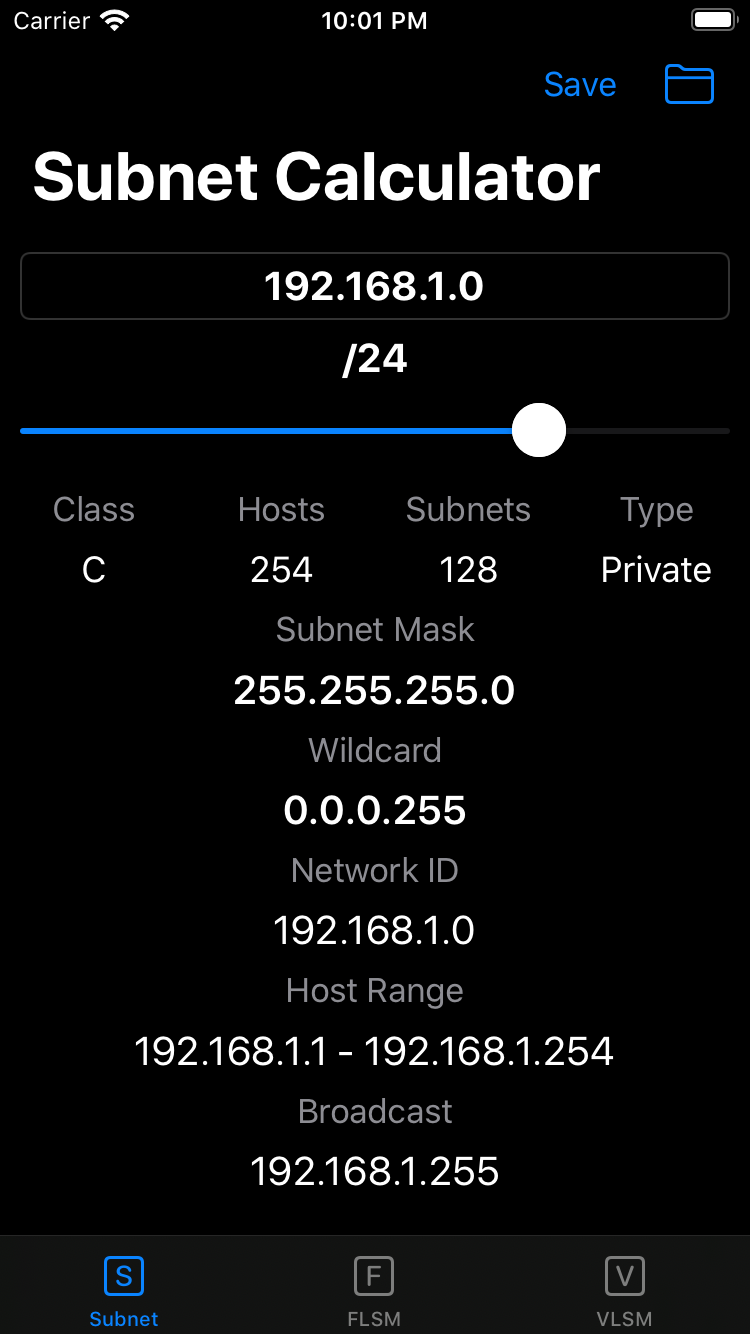 Carrier 10:01 PM
Save
Subnet Calculator
192.168.1.0
/24
Class Hosts Subnets Type
C 254 128 Private
Subnet Mask
255.255.255.0
Wildcard
0.0.0.255
Network ID
192.168.1.0
Host Range
192.168.1.1 - 192.168.1.254
Broadcast
192.168.1.255
S F V
Subnet FLSM VLSM